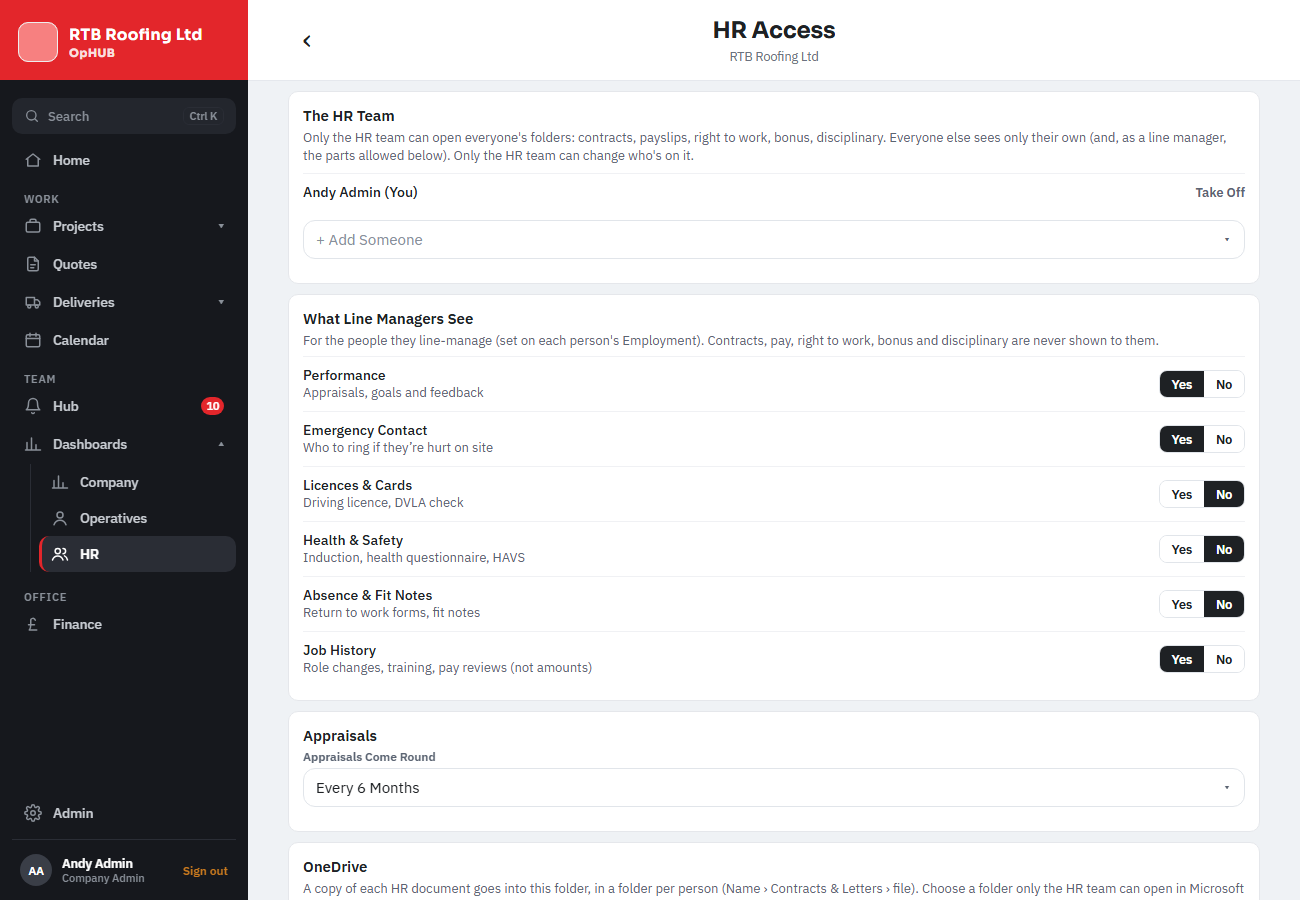 RTB Roofing Ltd
OpHUB
Search
Ctrl K
Home
WORK
Projects
Quotes
Deliveries
Calendar
TEAM
Hub
10
Dashboards
Company
Operatives
HR
OFFICE
Finance
Admin
AA
Andy Admin
Company Admin
Sign out
HR Access
RTB Roofing Ltd
The HR Team
Only the HR team can open everyone's folders: contracts, payslips, right to work, bonus, disciplinary. Everyone else sees only their own (and, as a line manager,
the parts allowed below). Only the HR team can change who's on it.
Andy Admin (You)
Take Off
+ Add Someone
What Line Managers See
For the people they line-manage (set on each person's Employment). Contracts, pay, right to work, bonus and disciplinary are never shown to them.
Performance
Appraisals, goals and feedback
Yes No
Emergency Contact
Who to ring if they’re hurt on site
Yes No
Licences & Cards
Driving licence, DVLA check
Yes No
Health & Safety
Induction, health questionnaire, HAVS
Yes No
Absence & Fit Notes
Return to work forms, fit notes
Yes No
Job History
Role changes, training, pay reviews (not amounts)
Yes No
Appraisals
Appraisals Come Round
Every 6 Months
OneDrive
A copy of each HR document goes into this folder, in a folder per person (Name › Contracts & Letters › file). Choose a folder only the HR team can open in Microsoft